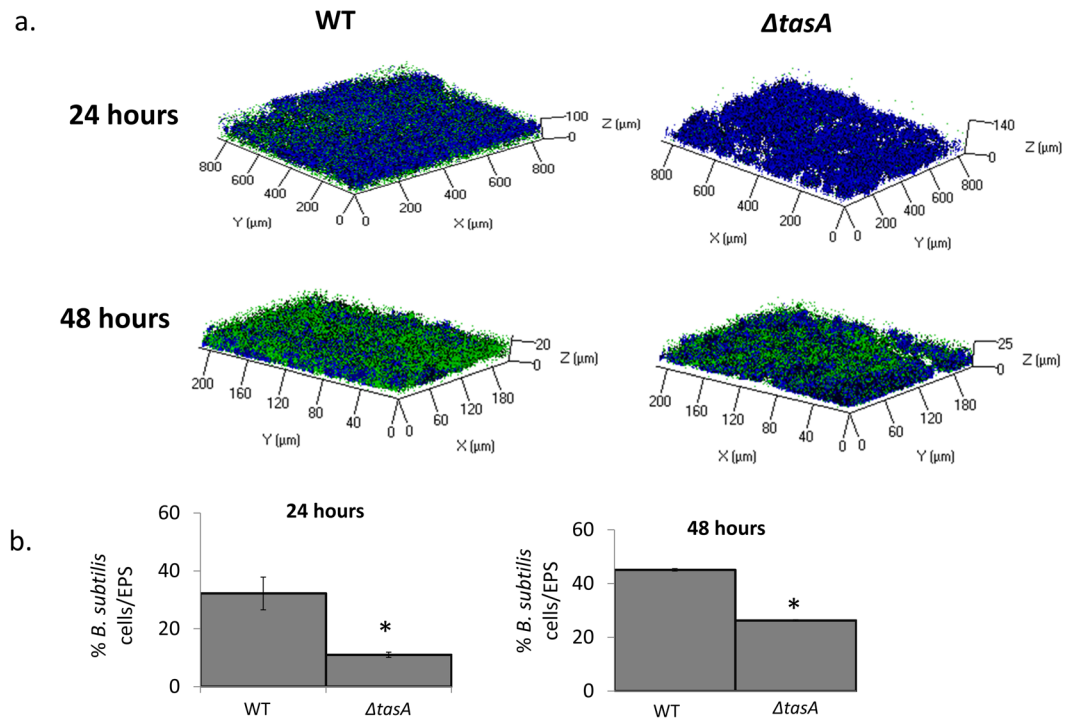 a.
WT
ΔtasA
24 hours
100
0
Z (µm)
800
600
400
200
0
Y (µm)
0
200
400
600
800
X (µm)
140
0
Z (µm)
800
600
400
200
0
X (µm)
0
200
400
600
800
Y (µm)
48 hours
20
0
Z (µm)
200
160
120
80
40
0
Y (µm)
0
60
120
180
X (µm)
25
0
Z (µm)
200
160
120
80
40
0
X (µm)
0
60
120
180
Y (µm)
b.
24 hours
% B. subtilis
cells/EPS
60
40
20
0
*
WT
ΔtasA
48 hours
% B. subtilis
cells/EPS
60
40
20
0
*
WT
ΔtasA